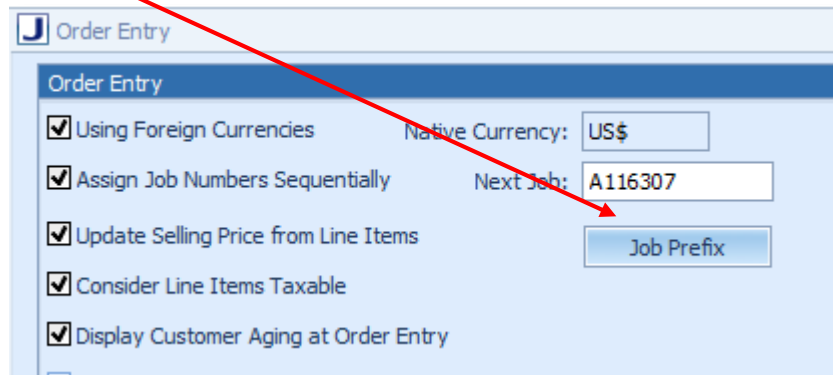 J Order Entry
Order Entry
Using Foreign Currencies Native Currency: US$
Assign Job Numbers Sequentially Next Job: A116307
Update Selling Price from Line Items Job Prefix
Consider Line Items Taxable
Display Customer Aging at Order Entry